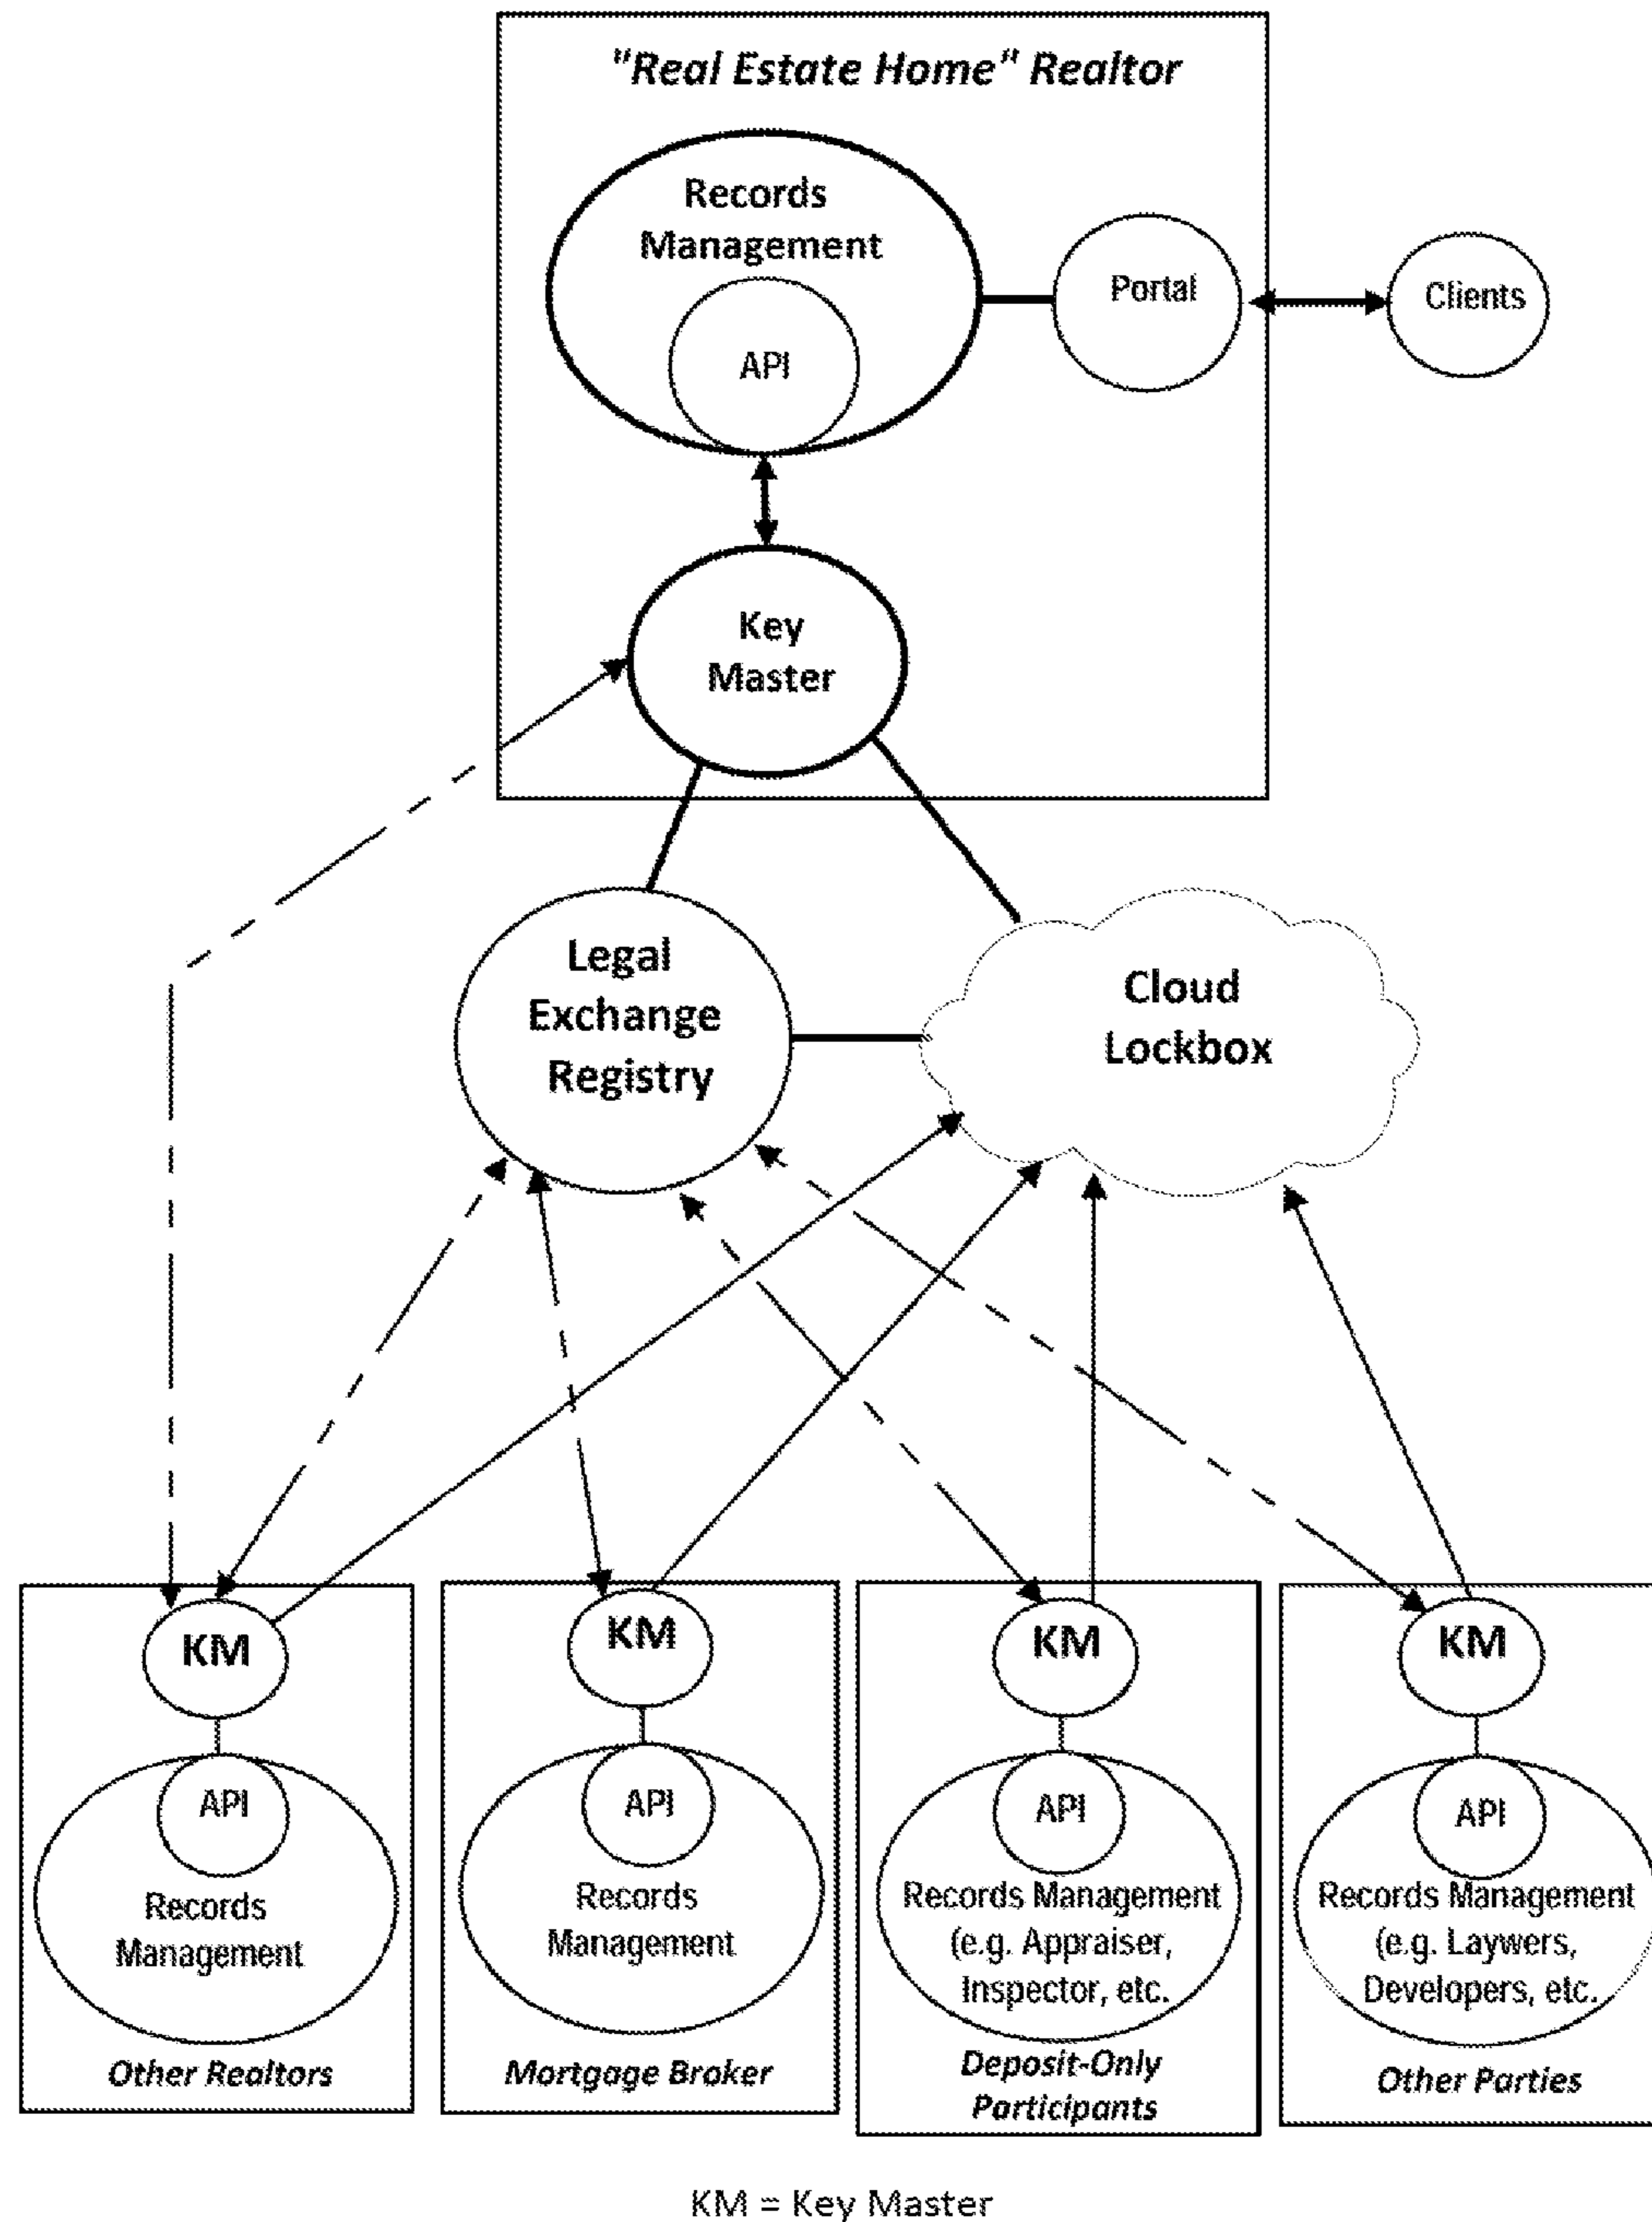 "Real Estate Home" Realtor
Records
Management
API
Portal
Clients
Key
Master
Legal
Exchange
Registry
Cloud
Lockbox
KM
API
Records
Management
Other Realtors
KM
API
Records
Management
Mortgage Broker
KM
API
Records Management
(e.g. Appraiser,
Inspector, etc.
Deposit-Only
Participants
KM
API
Records Management
(e.g. Laywers,
Developers, etc.
Other Parties
KM = Key Master